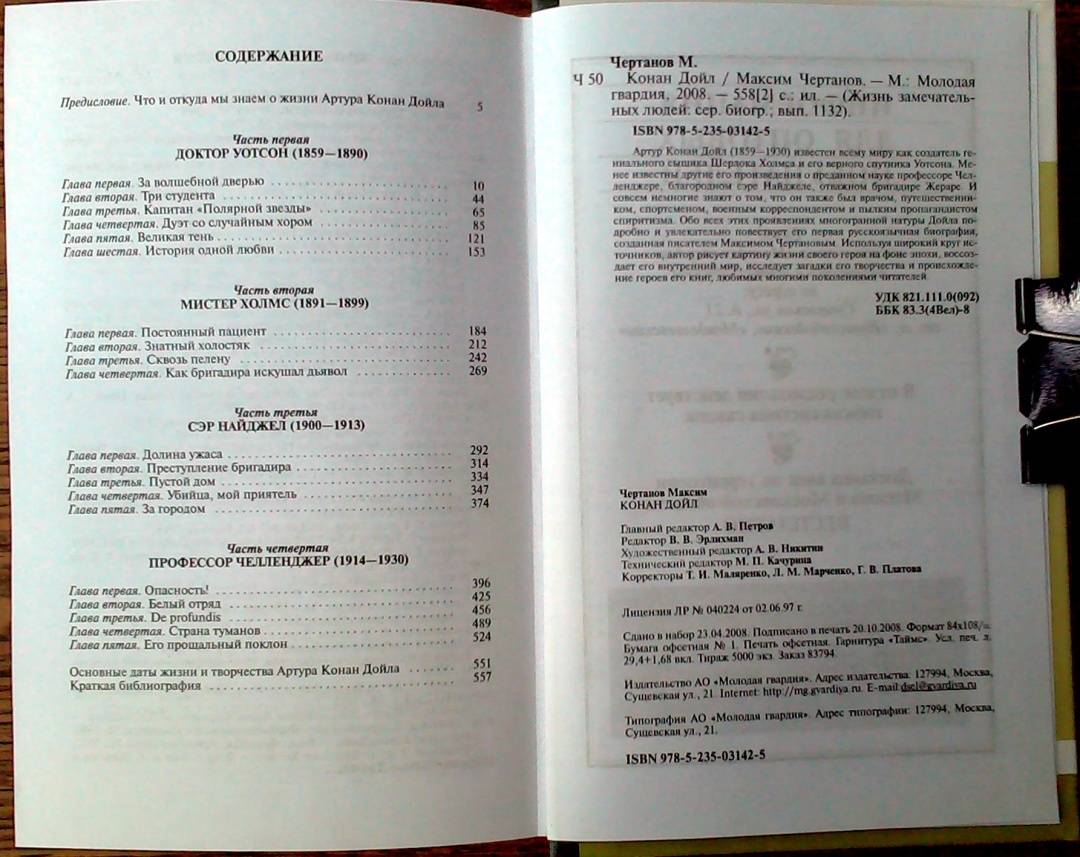 СОДЕРЖАНИЕ
Предисловие. Что и откуда мы знаем о жизни Артура Конан Дойла 5
Часть первая
ДОКТОР УОТСОН (1859—1890)
Глава первая. За волшебной дверью 10
Глава вторая. Три студента 44
Глава третья. Капитан «Полярной звезды» 65
Глава четвертая. Дуэт со случайным хором 85
Глава пятая. Великая тень 121
Глава шестая. История одной любви 153
Часть вторая
МИСТЕР ХОЛМС (1891—1899)
Глава первая. Постоянный пациент 184
Глава вторая. Знатный холостяк 212
Глава третья. Сквозь пелену 242
Глава четвертая. Как бригадира искушал дьявол 269
Часть третья
СЭР НАЙДЖЕЛ (1900—1913)
Глава первая. Долина ужаса 292
Глава вторая. Преступление бригадира 314
Глава третья. Пустой дом 334
Глава четвертая. Убийца, мой приятель 347
Глава пятая. За городом 374
Часть четвертая
ПРОФЕССОР ЧЕЛЛЕНДЖЕР (1914—1930)
Глава первая. Опасность! 396
Глава вторая. Белый отряд 425
Глава третья. De profundis 456
Глава четвертая. Страна туманов 489
Глава пятая. Его прощальный поклон 524
Основные даты жизни и творчества Артура Конан Дойла 551
Краткая библиография 557
Чертанов М.
Ч 50 Конан Дойл / Максим Чертанов. — М.: Молодая
гвардия, 2008. — 558[2] с.: ил. — (Жизнь замечатель-
ных людей: сер. биогр.; вып. 1132).
ISBN 978-5-235-03142-5
Артур Конан Дойл (1859—1930) известен всему миру как создатель ге-
ниального сыщика Шерлока Холмса и его верного спутника Уотсона. Ме-
нее известны другие его произведения о преданном науке профессоре Чел-
ленджере, благородном сэре Найджеле, отважном бригадире Жераре. И
совсем немногие знают о том, что он также был врачом, путешественни-
ком, спортсменом, военным корреспондентом и пылким пропагандистом
спиритизма. Обо всех этих проявлениях многогранной натуры Дойла по-
дробно и увлекательно повествует его первая русскоязычная биография,
созданная писателем Максимом Чертановым. Используя широкий круг ис-
точников, автор рисует картину жизни своего героя на фоне эпохи, воссоз-
дает его внутренний мир, исследует загадки его творчества и происхожде-
ние героев его книг, любимых многими поколениями читателей.
УДК 821.111.0(092)
ББК 83.3(4Вел)-8
Чертанов Максим
КОНАН ДОЙЛ
Главный редактор А. В. Петров
Редактор В. В. Эрлихман
Художественный редактор А. В. Никитин
Технический редактор М. П. Качурина
Корректоры Т. И. Маляренко, Л. М. Марченко, Г. В. Платова
Лицензия ЛР № 040224 от 02.06.97 г.
Сдано в набор 23.04.2008. Подписано в печать 20.10.2008. Формат 84х108/
Бумага офсетная № 1. Печать офсетная. Гарнитура «Таймс». Усл. печ. л.
29,4+1,68 вкл. Тираж 5000 экз. Заказ 83794.
Издательство АО «Молодая гвардия». Адрес издательства: 127994, Москва,
Сущевская ул., 21. Internet: http://mg.gvardiya.ru. E-mail:dsel@gvardiya.ru
Типография АО «Молодая гвардия». Адрес типографии: 127994, Москва,
Сущевская ул., 21.
ISBN 978-5-235-03142-5